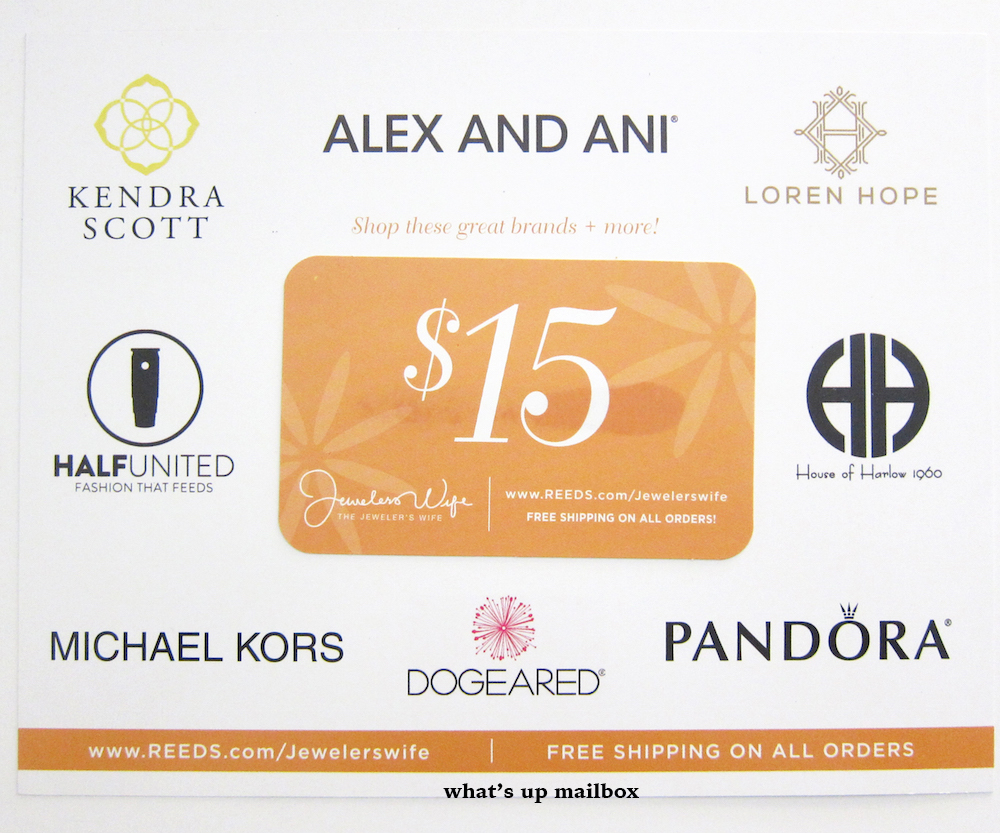 KENDRA
SCOTT
ALEX AND ANI®
LOREN HOPE
Shop these great brands + more!
$15
Jewelers Wife
THE JEWELER'S WIFE
www.REEDS.com/Jewelerswife
FREE SHIPPING ON ALL ORDERS!
HALFUNITED
FASHION THAT FEEDS
House of Harlow 1960
MICHAEL KORS
DOGEARED®
PANDORA®
www.REEDS.com/Jewelerswife
FREE SHIPPING ON ALL ORDERS
what's up mailbox